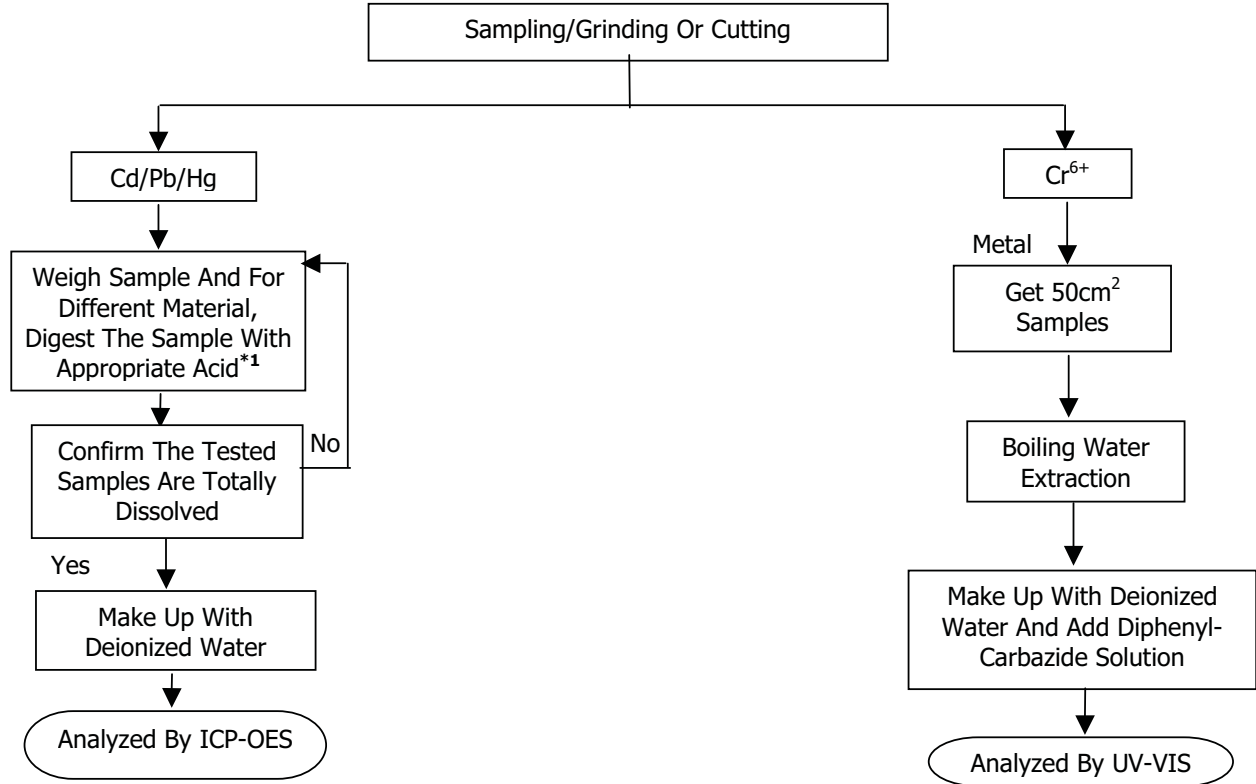 Sampling/Grinding Or Cutting
Cd/Pb/Hg
Weigh Sample And For
Different Material,
Digest The Sample With
Appropriate Acid*1
No
Confirm The Tested
Samples Are Totally
Dissolved
Yes
Make Up With
Deionized Water
Analyzed By ICP-OES
Cr6+
Metal
Get 50cm2
Samples
Boiling Water
Extraction
Make Up With Deionized
Water And Add Diphenyl-
Carbazide Solution
Analyzed By UV-VIS